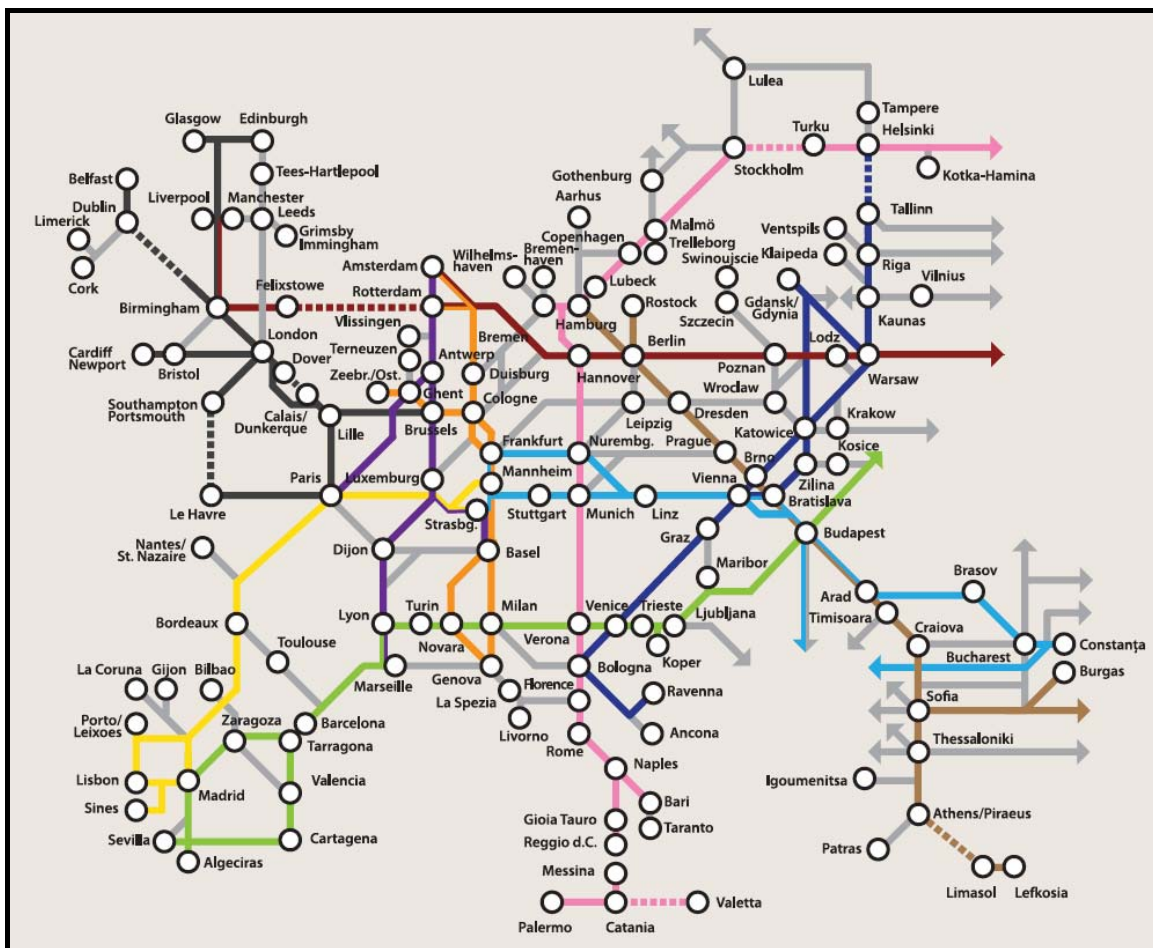 Lulea
Tampere
Glasgow
Edinburgh
Turku
Helsinki
Stockholm
Kotka-Hamina
Tees-Hartlepool
Gothenburg
Belfast
Aarhus
Liverpool
Manchester
Dublin
Leeds
Malmö
Tallinn
Limerick
Grimsby
Immingham
Copenhagen
Trelleborg
Ventspils
Wilhelms-
haven
Bremen-
haven
Swinoujscie
Klaipeda
Riga
Amsterdam
Cork
Felixstowe
Rotterdam
Lubeck
Vilnius
Birmingham
Rostock
Gdansk/
Gdynia
Hamburg
Szczecin
Kaunas
Vlissingen
London
Bremen
Lodz
Cardiff
Newport
Bristol
Dover
Terneuzen
Antwerp
Berlin
Poznan
Hannover
Warsaw
Duisburg
Zeebr./Ost.
Ghent
Wroclaw
Southampton
Portsmouth
Calais/
Dunkerque
Cologne
Dresden
Krakow
Lille
Brussels
Leipzig
Katowice
Frankfurt
Nurembg.
Prague
Kosice
Paris
Luxemburg
Mannheim
Brno
Vienna
Zilina
Le Havre
Stuttgart
Munich
Linz
Bratislava
Strasbg.
Graz
Budapest
Nantes/
St. Nazaire
Dijon
Basel
Maribor
Brasov
Arad
Timisoara
Bordeaux
Lyon
Turin
Milan
Venice
Trieste
Ljubljana
Craiova
Toulouse
Novara
Verona
Constanța
Koper
Bucharest
La Coruna
Gijon
Bilbao
Marseille
Genova
Bologna
Burgas
Florence
Ravenna
La Spezia
Sofia
Porto/
Leixoes
Zaragoza
Barcelona
Livorno
Ancona
Tarragona
Rome
Thessaloniki
Lisbon
Madrid
Valencia
Naples
Igoumenitsa
Sines
Bari
Gioia Tauro
Taranto
Athens/Piraeus
Sevilla
Cartagena
Reggio d.C.
Patras
Algeciras
Messina
Limasol
Lefkosia
Palermo
Catania
Valetta